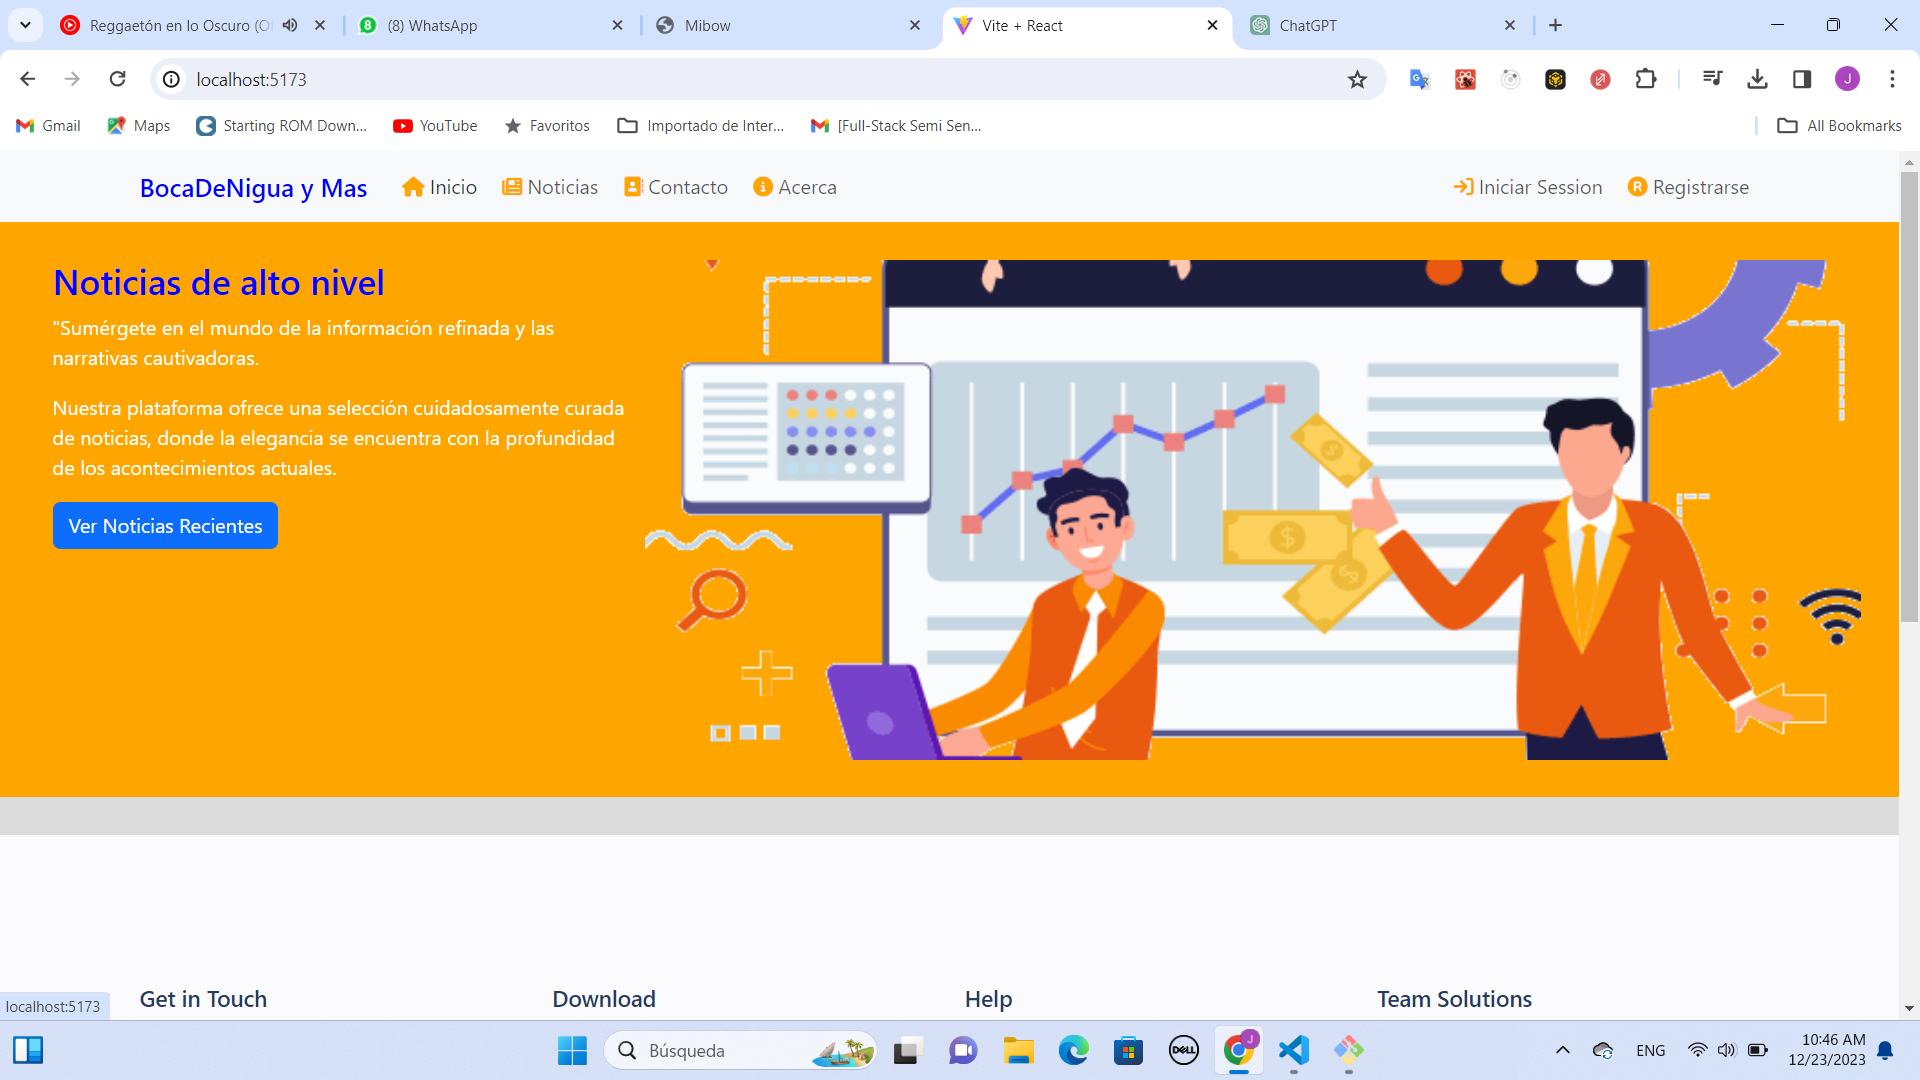 Reggaetón en lo Oscuro (Of
(8) WhatsApp
Mibow
Vite + React
ChatGPT
localhost:5173
J
Gmail
Maps
Starting ROM Down...
YouTube
Favoritos
Importado de Inter...
[Full-Stack Semi Sen...
All Bookmarks
BocaDeNigua y Mas
Inicio
Noticias
Contacto
Acerca
Iniciar Session
R Registrarse
Noticias de alto nivel
"Sumérgete en el mundo de la información refinada y las
narrativas cautivadoras.
Nuestra plataforma ofrece una selección cuidadosamente curada
de noticias, donde la elegancia se encuentra con la profundidad
de los acontecimientos actuales.
Ver Noticias Recientes
$
$
$
Get in Touch
Download
Help
Team Solutions
localhost:5173
Búsqueda
DELL
J
ENG
10:46 AM
12/23/2023